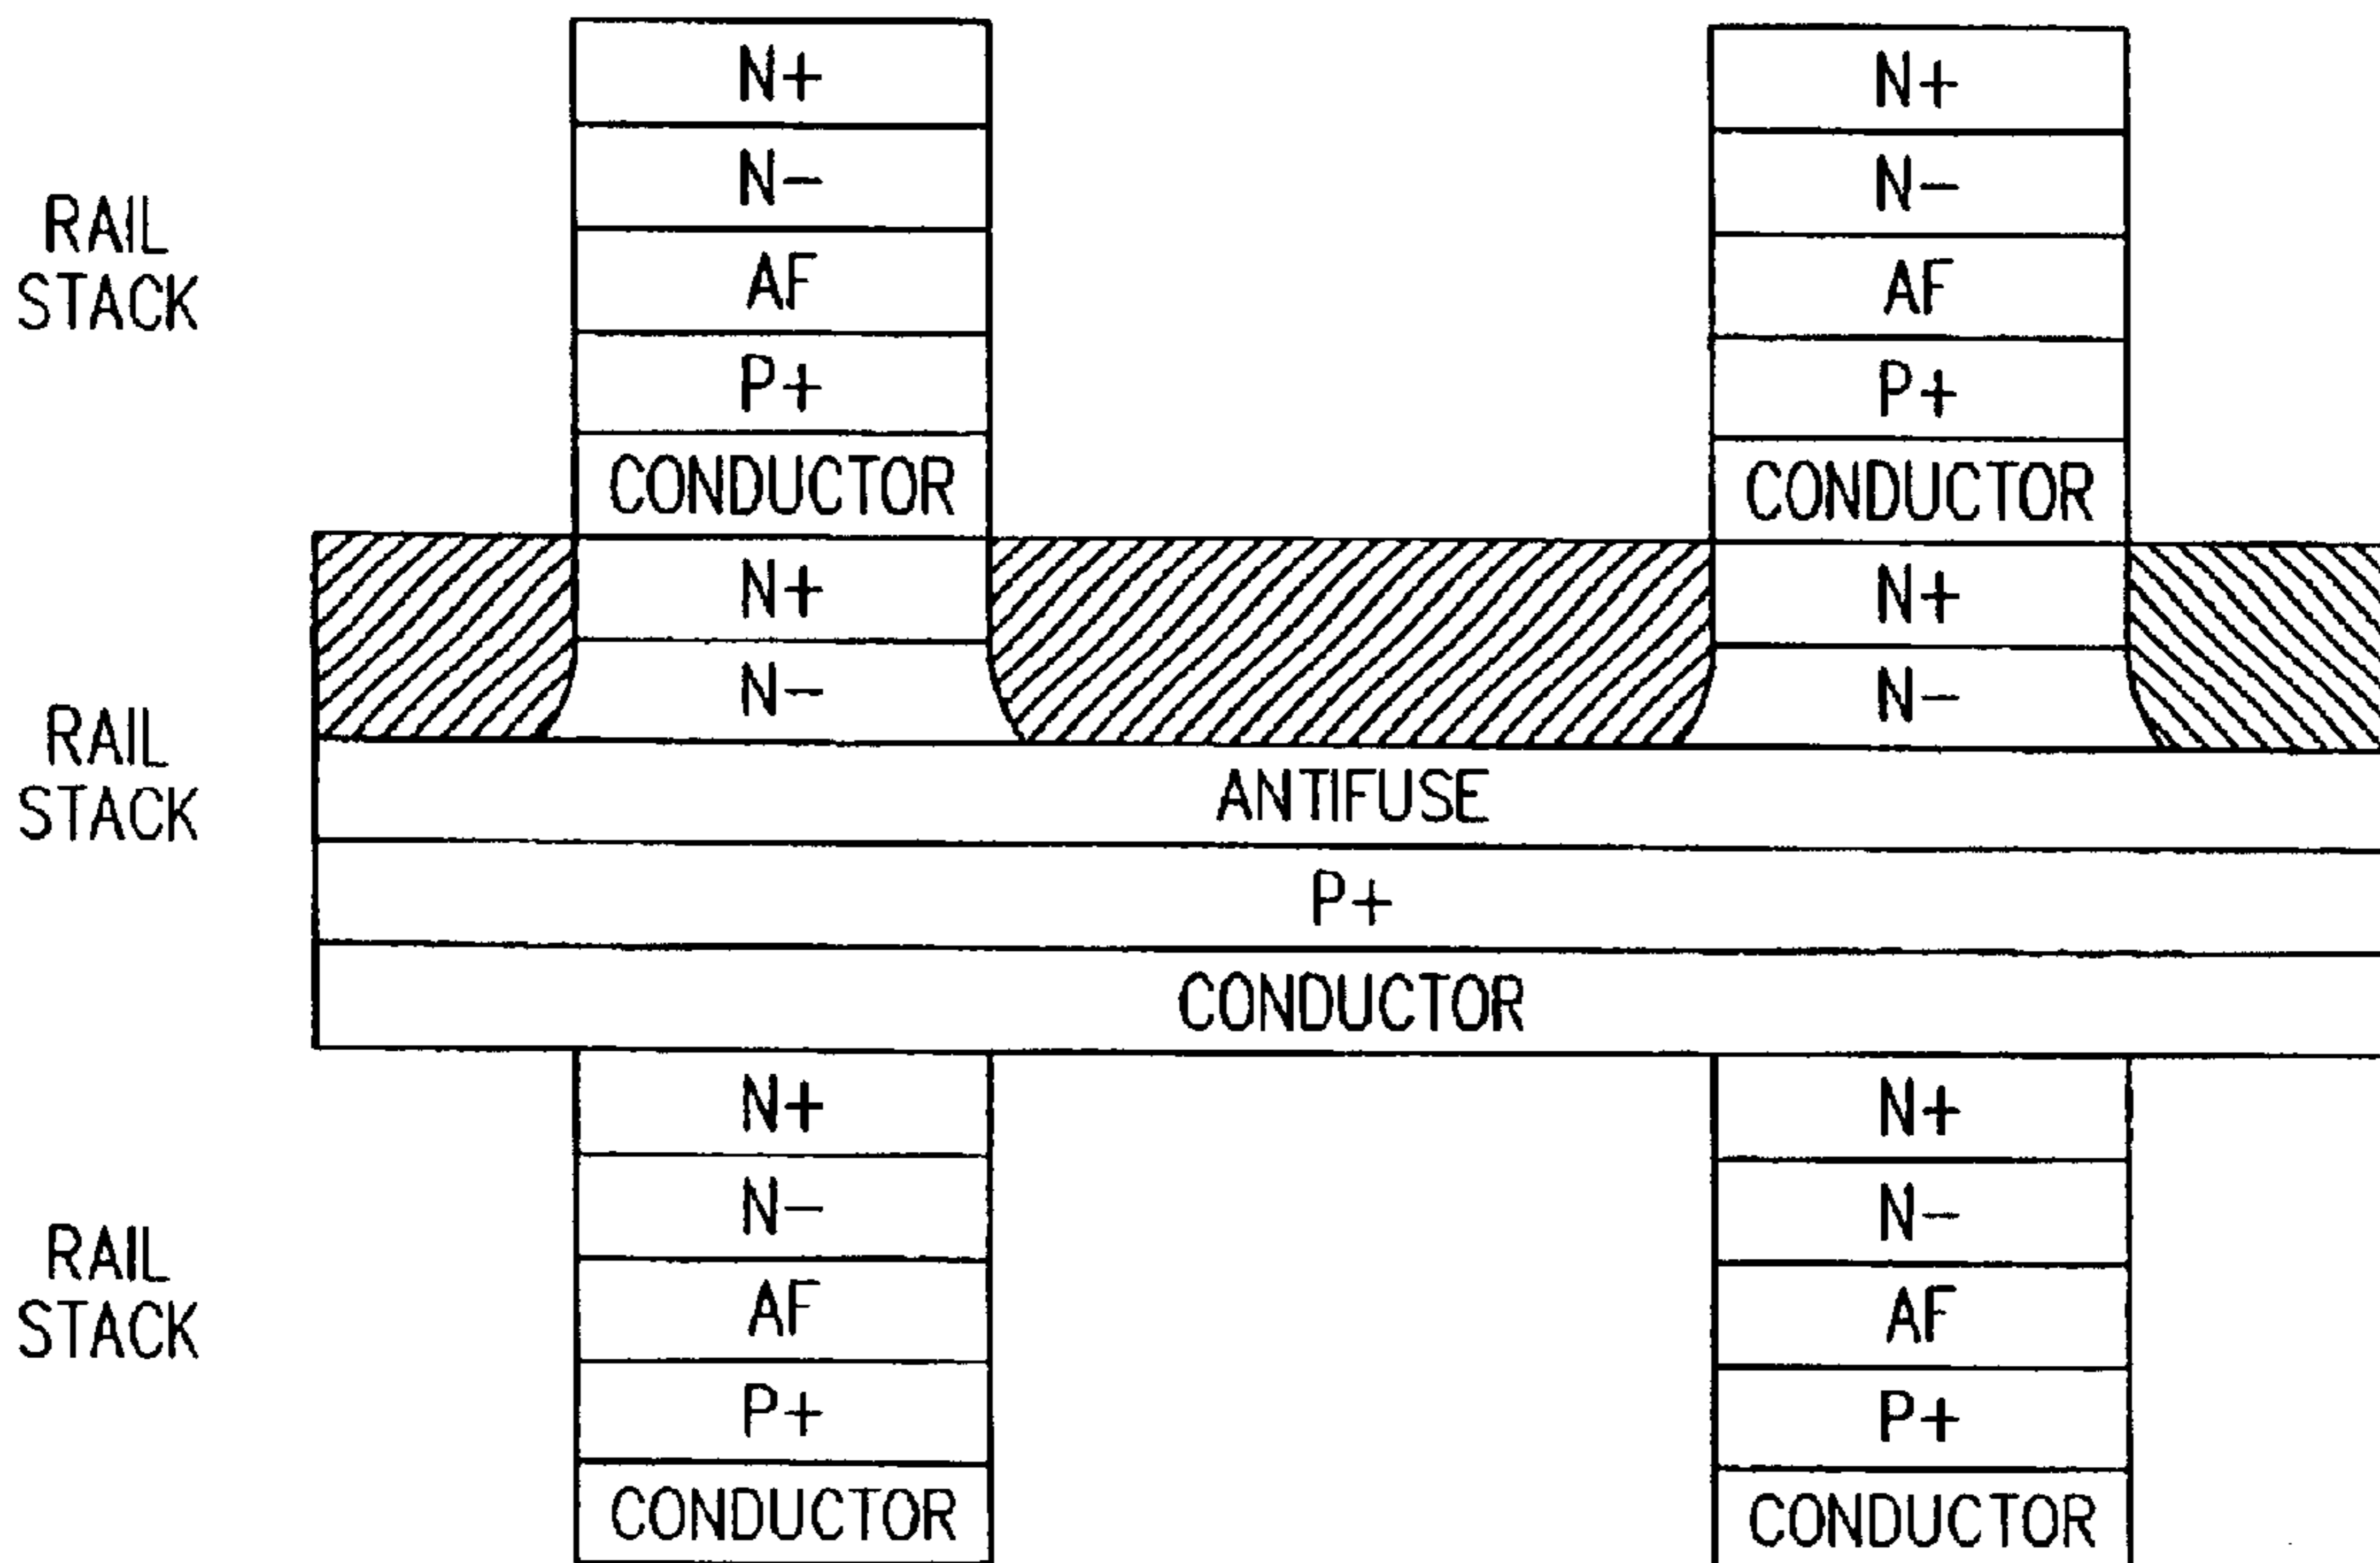 N+
N+
N-
N-
RAIL
STACK
AF
AF
P+
P+
CONDUCTOR
CONDUCTOR
N+
N+
N-
N-
RAIL
STACK
ANTIFUSE
P+
CONDUCTOR
N+
N+
N-
N-
RAIL
STACK
AF
AF
P+
P+
CONDUCTOR
CONDUCTOR